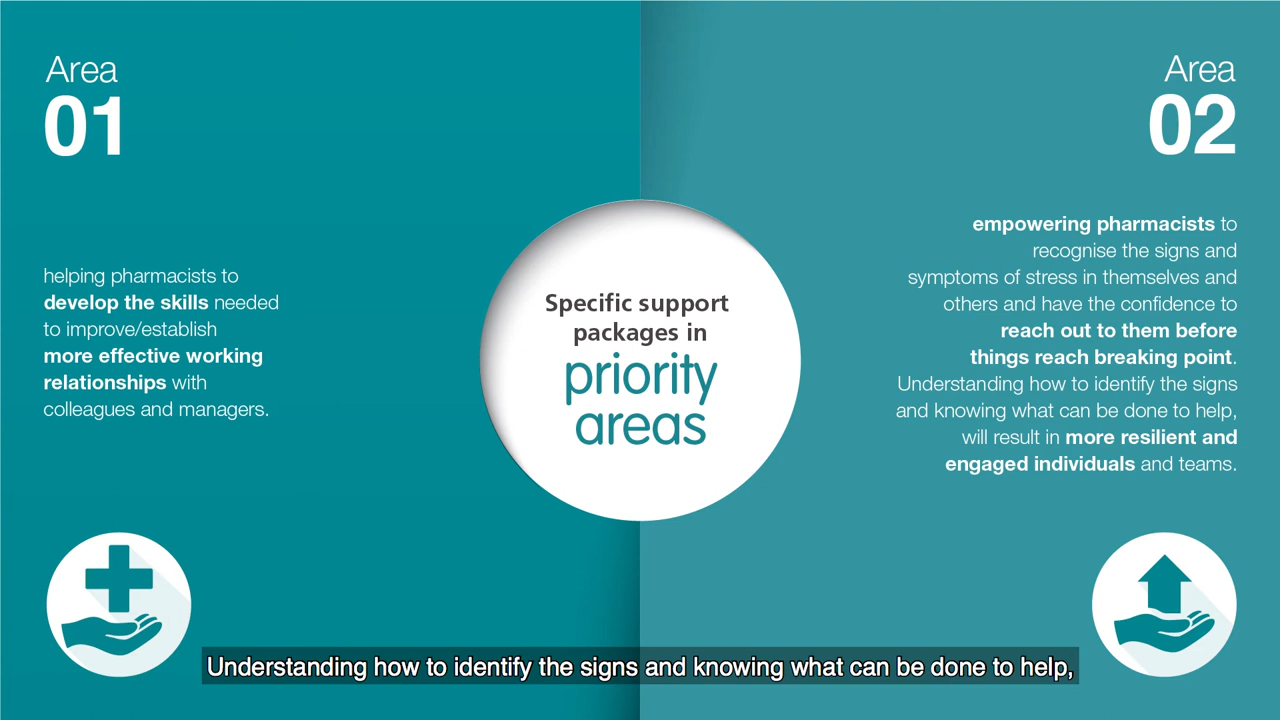 Area
01
helping pharmacists to
develop the skills needed
to improve/establish
more effective working
relationships with
colleagues and managers.
Specific support
packages in
priority
areas
Area
02
empowering pharmacists to
recognise the signs and
symptoms of stress in themselves and
others and have the confidence to
reach out to them before
things reach breaking point.
Understanding how to identify the signs
and knowing what can be done to help,
will result in more resilient and
engaged individuals and teams.
Understanding how to identify the signs and knowing what can be done to help,